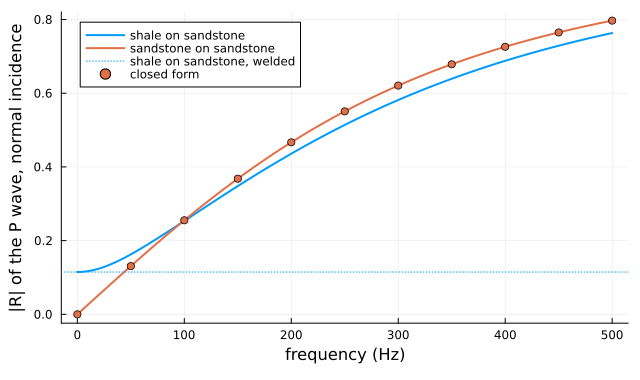 |R| of the P wave, normal incidence
0.8
0.6
0.4
0.2
0.0
shale on sandstone
sandstone on sandstone
shale on sandstone, welded
closed form
0 100 200 300 400 500
frequency (Hz)